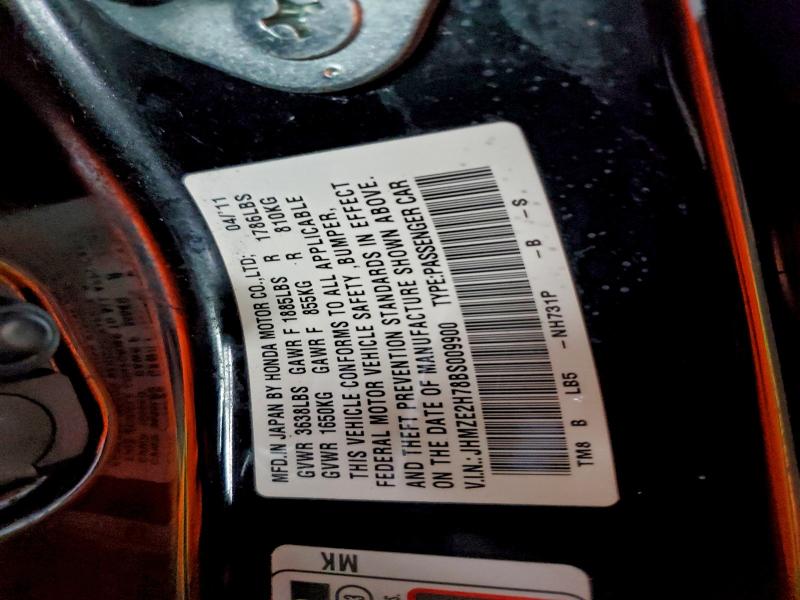 MFD.IN JAPAN BY HONDA MOTOR CO.,LTD; 04/'11
GVWR 3638LBS GAWR F 1885LBS R 1786LBS
GVWR 1650KG GAWR F 855KG R 810KG
THIS VEHICLE CONFORMS TO ALL APPLICABLE
FEDERAL MOTOR VEHICLE SAFETY ,BUMPER,
AND THEFT PREVENTION STANDARDS IN EFFECT
ON THE DATE OF MANUFACTURE SHOWN ABOVE.
V.I.N.:JHMZE2H78BS009900 TYPE:PASSENGER CAR
TM8 B LB5 -NH731P -B -S
MK